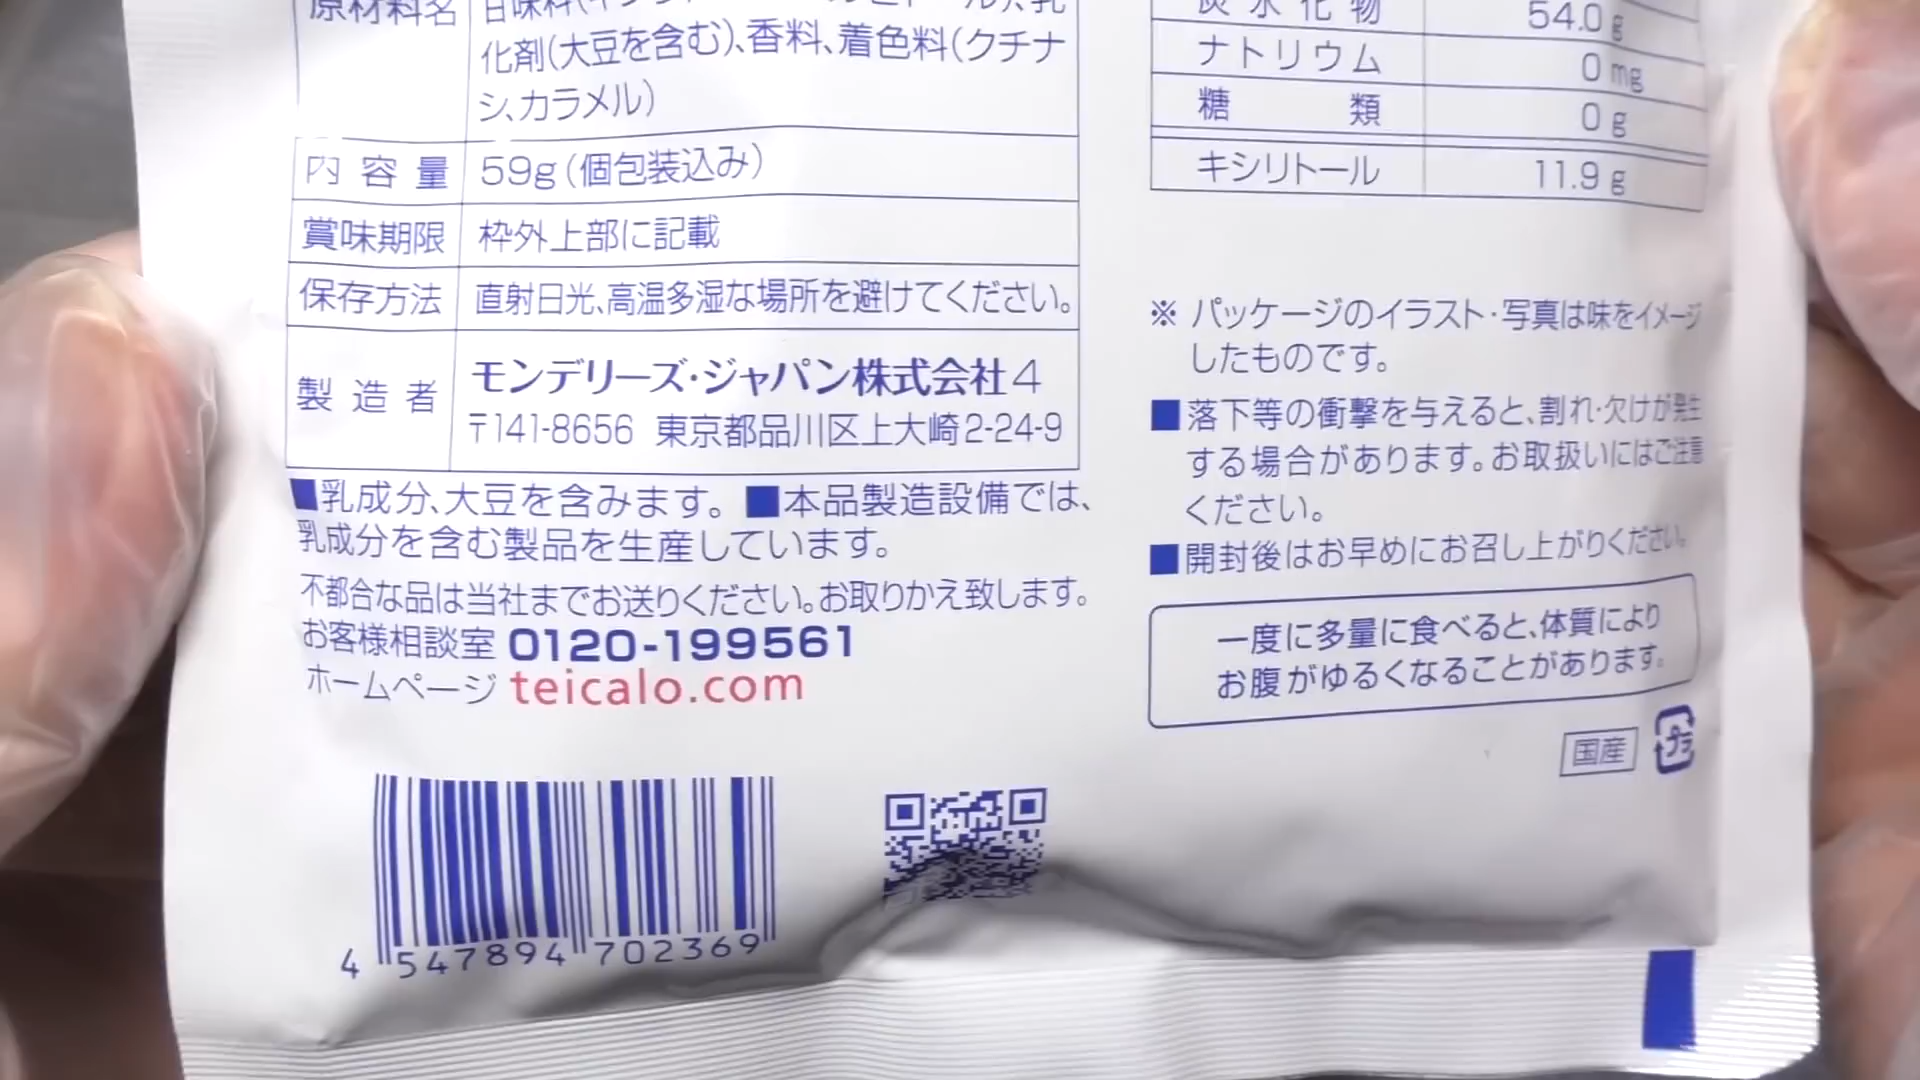 原材料名
化剤(大豆を含む)、香料、着色料(クチナ
シ、カラメル)
内容量 59g(個包装込み)
賞味期限 枠外上部に記載
保存方法 直射日光、高温多湿な場所を避けてください。
製造者 モンデリーズ・ジャパン株式会社4
〒141-8656 東京都品川区上大崎2-24-9
■乳成分、大豆を含みます。■本品製造設備では、
乳成分を含む製品を生産しています。
不都合な品は当社までお送りください。お取りかえ致します。
お客様相談室 0120-199561
ホームページ teicalo.com
4 547894 702369
炭水化物 54.0g
ナトリウム 0mg
糖類 0g
キシリトール 11.9g
※ パッケージのイラスト・写真は味をイメージ
したものです。
■落下等の衝撃を与えると、割れ・欠けが発生
する場合があります。お取扱いにはご注意
ください。
■開封後はお早めにお召し上がりください。
一度に多量に食べると、体質により
お腹がゆるくなることがあります。
国産
プラ